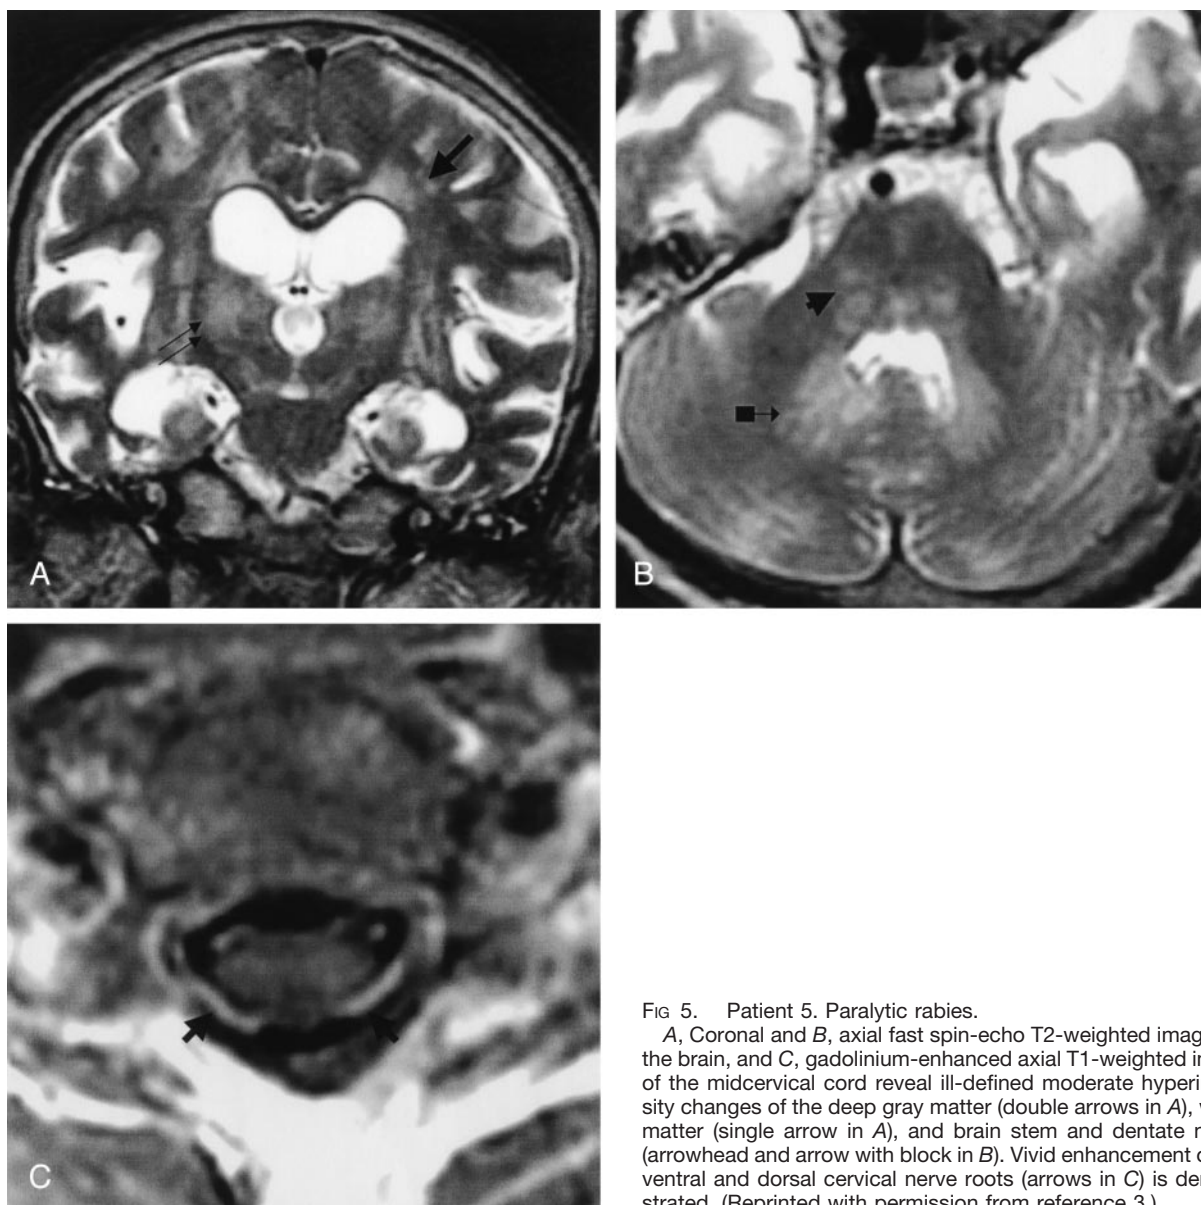 A
B
C
FIG 5. Patient 5. Paralytic rabies.
A, Coronal and B, axial fast spin-echo T2-weighted imag
the brain, and C, gadolinium-enhanced axial T1-weighted in
of the midcervical cord reveal ill-defined moderate hyperi
sity changes of the deep gray matter (double arrows in A),
matter (single arrow in A), and brain stem and dentate n
(arrowhead and arrow with block in B). Vivid enhancement o
ventral and dorsal cervical nerve roots (arrows in C) is de
strated. (Reprinted with permission from reference 3.)